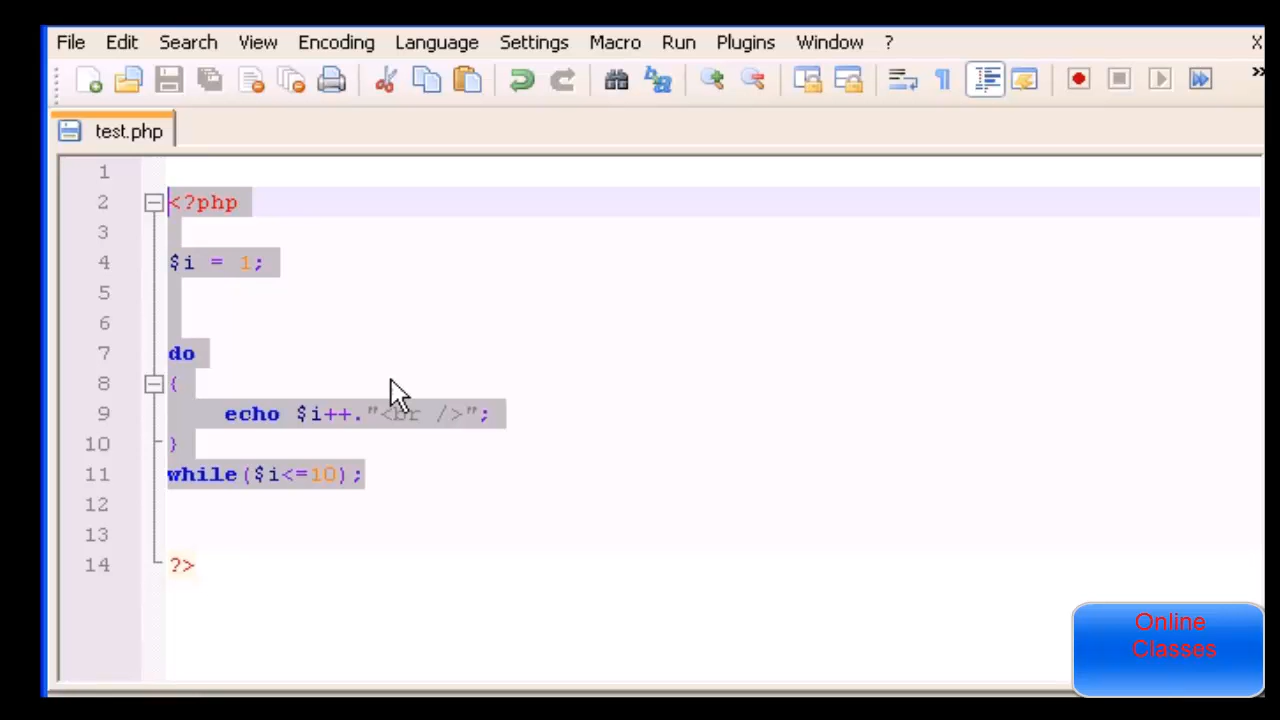 File Edit Search View Encoding Language Settings Macro Run Plugins Window ? X
test.php
1
2 <?php
3
4 $i = 1;
5
6
7 do
8 {
9 echo $i++."<br />";
10 }
11 while($i<=10);
12
13
14 ?>
Online
Classes